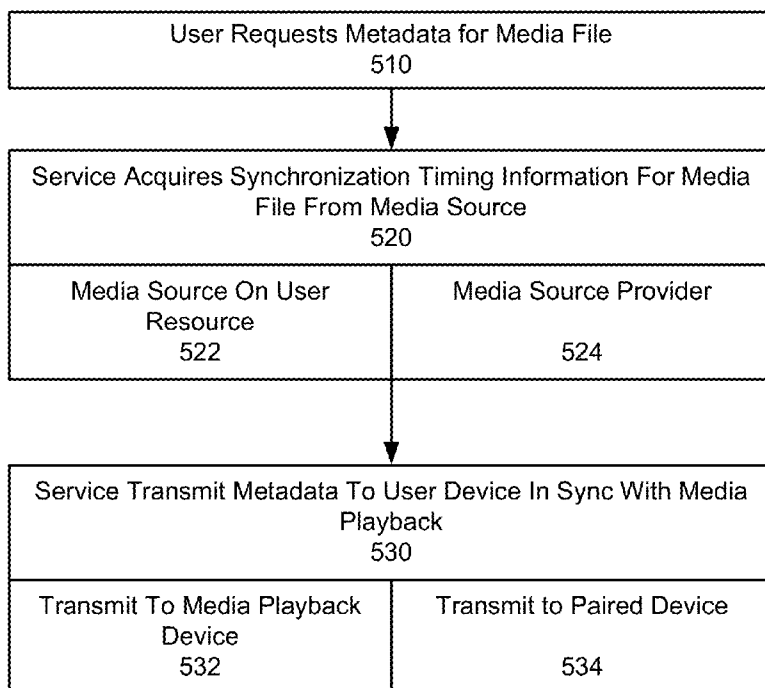 User Requests Metadata for Media File
510
Service Acquires Synchronization Timing Information For Media
File From Media Source
520
Media Source On User
Resource
522
Media Source Provider
524
Service Transmit Metadata To User Device In Sync With Media
Playback
530
Transmit To Media Playback
Device
532
Transmit to Paired Device
534